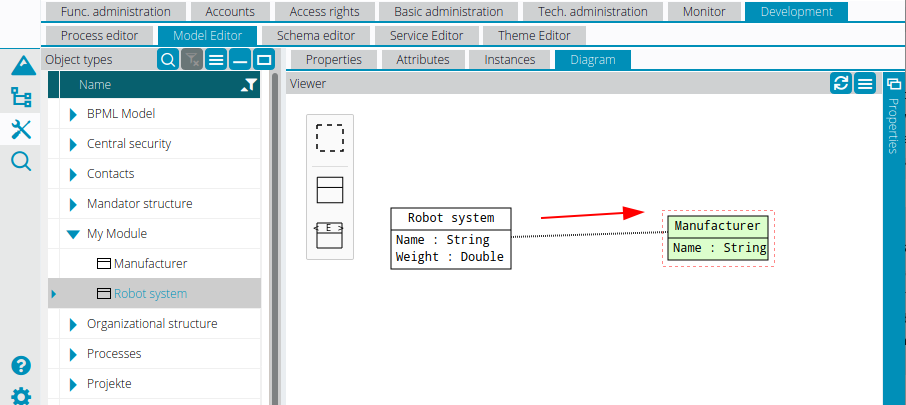 Func. administration Accounts Access rights Basic administration Tech. administration Monitor Development
Process editor Model Editor Schema editor Service Editor Theme Editor
Object types
Properties Attributes Instances Diagram
Name
Viewer
BPML Model
Central security
Contacts
Mandator structure
My Module
Manufacturer
Robot system
Organizational structure
Processes
Projekte
< E >
Robot system
Name : String
Weight : Double
Manufacturer
Name : String
Properties
?